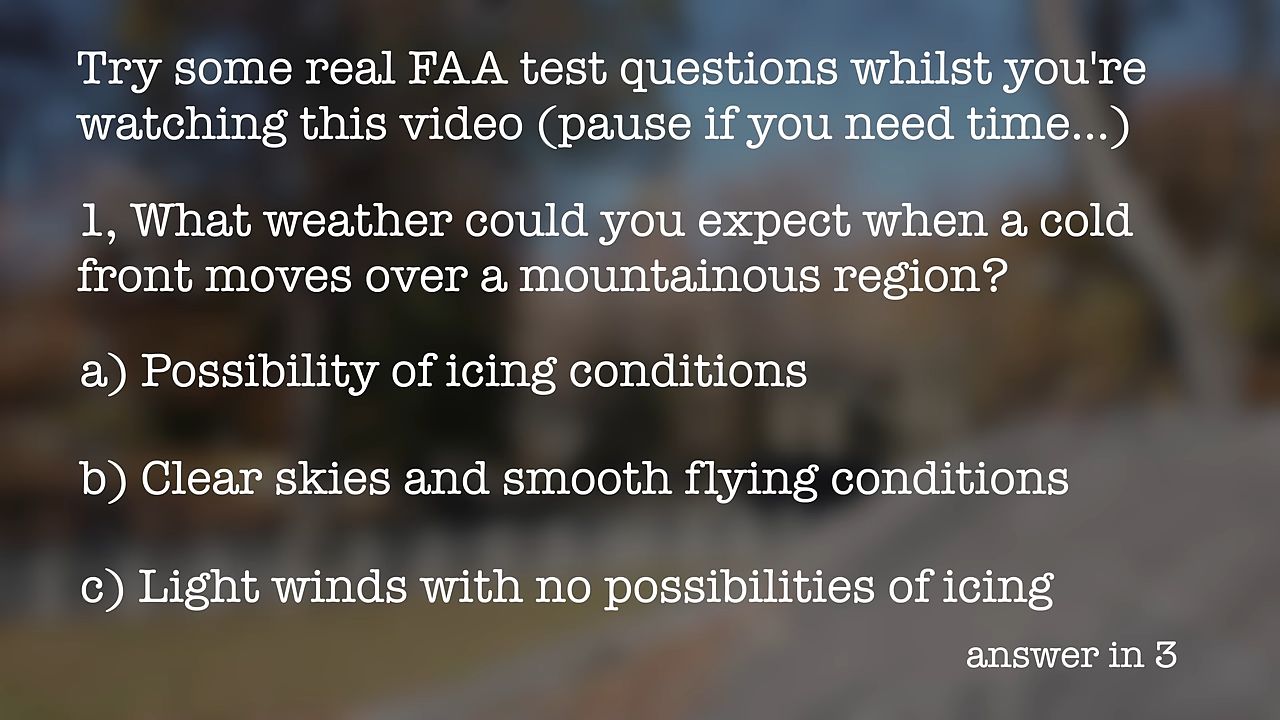 Try some real FAA test questions whilst you're
watching this video (pause if you need time...)
1, What weather could you expect when a cold
front moves over a mountainous region?
a) Possibility of icing conditions
b) Clear skies and smooth flying conditions
c) Light winds with no possibilities of icing
answer in 3